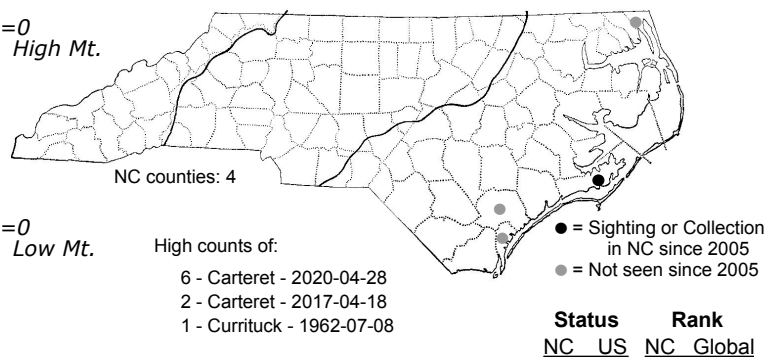 =0
High Mt.
NC counties: 4
=0
Low Mt.
High counts of:
6 - Carteret - 2020-04-28
2 - Carteret - 2017-04-18
1 - Currituck - 1962-07-08
● = Sighting or Collection
in NC since 2005
● = Not seen since 2005
Status Rank
NC US NC Global